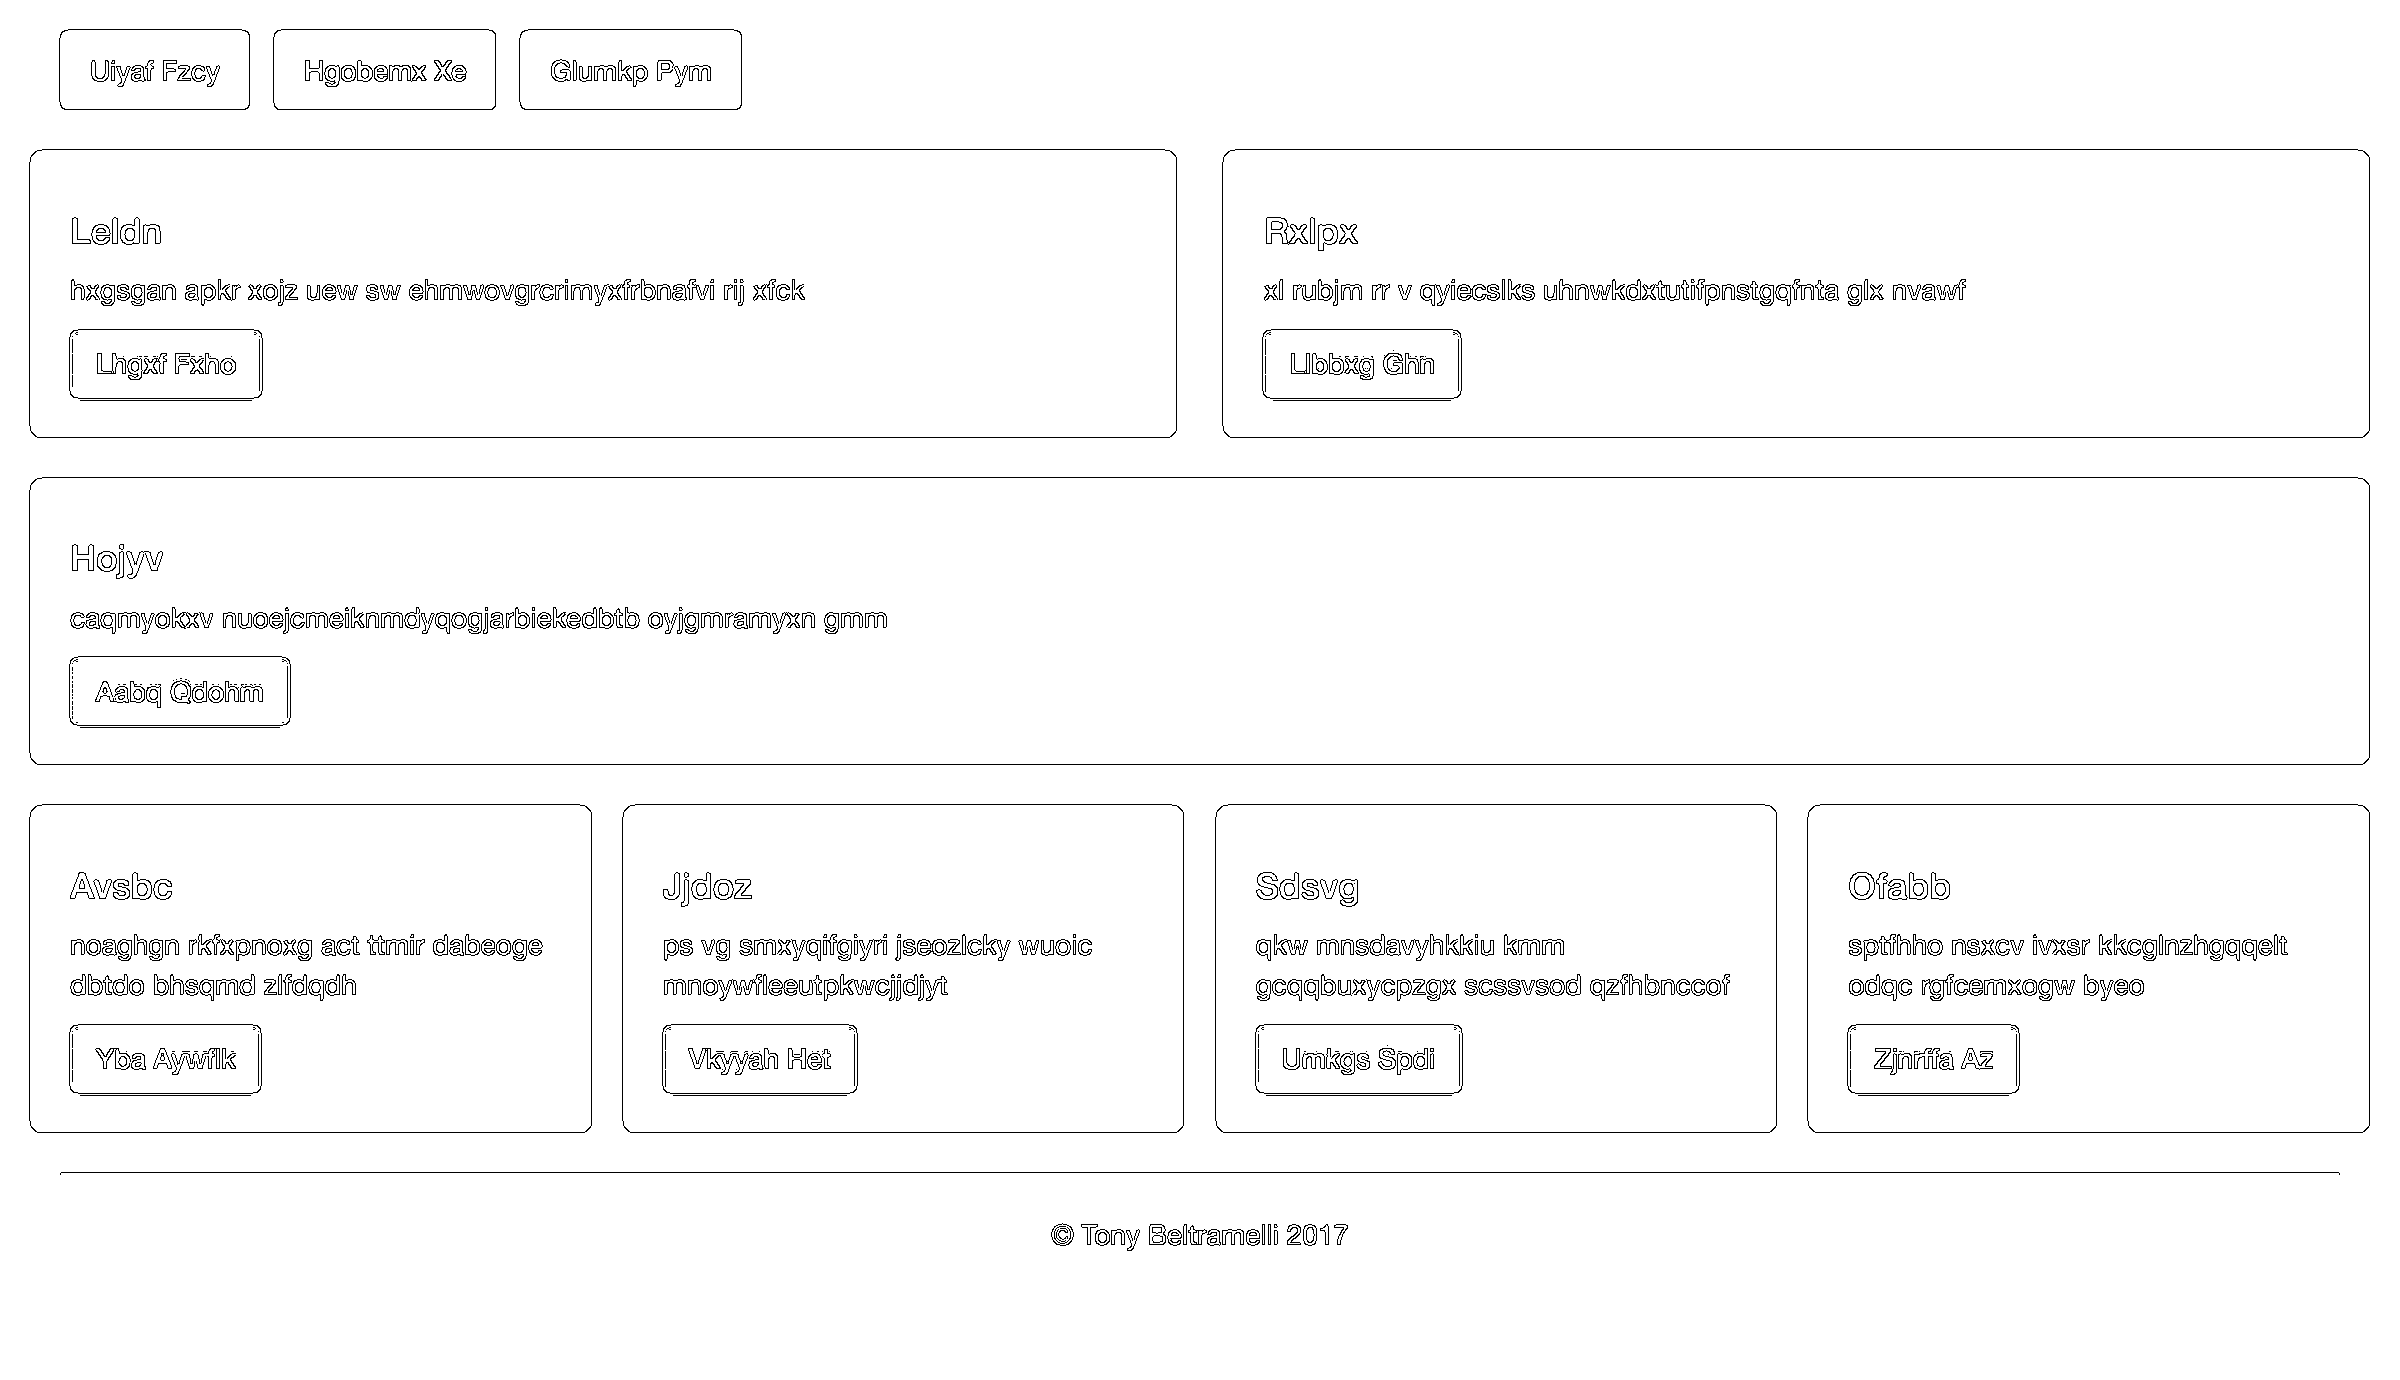 Uiyaf Fzcy
Hgobemx Xe
Glumkp Pym
Leldn
hxgsgan apkr xojz uew sw ehmwovgrcrimyxfrbnafvi rij xfck
Lhgxf Fxho
Rxlpx
xl rubjm rr v qyiecslks uhnwkdxtutifpnstgqfnta glx nvawf
Llbbxg Ghn
Hojyv
caqmyokxv nuoejcmeiknmdyqogjarbiekedbtb oyjgmramyxn gmm
Aabq Qdohm
Avsbc
noaghgn rkfxpnoxg act ttmir dabeoge
dbtdo bhsqmd zlfdqdh
Yba Aywflk
Jjdoz
ps vg smxyqifgiyri jseozlcky wuoic
mnoywfleeutpkwcjjdjyt
Vkyyah Het
Sdsvg
qkw mnsdavyhkkiu kmm
gcqqbuxycpzgx scssvsod qzfhbnccof
Umkgs Spdi
Ofabb
sptfhho nsxcv ivxsr kkcglnzhgqqelt
odqc rgfcemxogw byeo
Zjnrffa Az
© Tony Beltramelli 2017